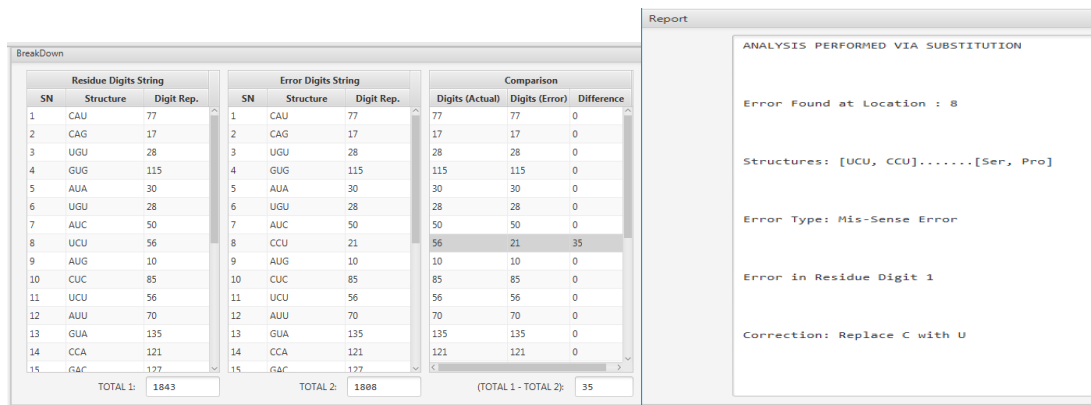 BreakDown
Residue Digits String Error Digits String Comparison
SN Structure Digit Rep. SN Structure Digit Rep. Digits (Actual) Digits (Error) Difference
1 CAU 77 1 CAU 77 77 77 0
2 CAG 17 2 CAG 17 17 17 0
3 UGU 28 3 UGU 28 28 28 0
4 GUG 115 4 GUG 115 115 115 0
5 AUA 30 5 AUA 30 30 30 0
6 UGU 28 6 UGU 28 28 28 0
7 AUC 50 7 AUC 50 50 50 0
8 UCU 56 8 CCU 21 56 21 35
9 AUG 10 9 AUG 10 10 10 0
10 CUC 85 10 CUC 85 85 85 0
11 UCU 56 11 UCU 56 56 56 0
12 AUU 70 12 AUU 70 70 70 0
13 GUA 135 13 GUA 135 135 135 0
14 CCA 121 14 CCA 121 121 121 0
15 GAC 127 15 GAC 127
TOTAL 1: 1843 TOTAL 2: 1808 (TOTAL 1 - TOTAL 2): 35
Report
ANALYSIS PERFORMED VIA SUBSTITUTION
Error Found at Location : 8
Structures: [UCU, CCU].......[Ser, Pro]
Error Type: Mis-Sense Error
Error in Residue Digit 1
Correction: Replace C with U